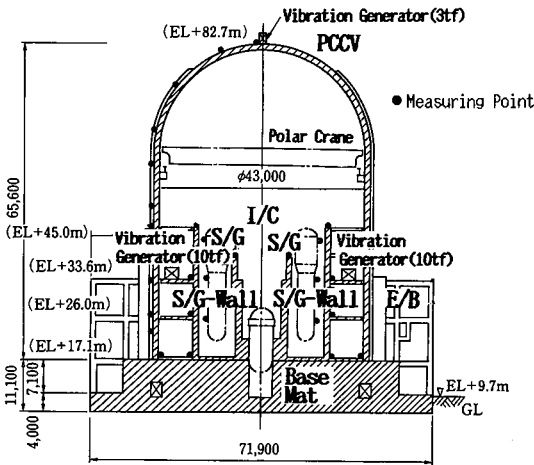 Vibration Generator(3tf)
(EL+82.7m)
PCCV
● Measuring Point
Polar Crane
ϕ43,000
65,600
I/C
(EL+45.0m)
Vibration
Generator(10tf)
S/G
S/G
Vibration
Generator(10tf)
(EL+33.6m)
(EL+26.0m)
S/G-Wall
S/G-Wall
E/B
(EL+17.1m)
11,100
7,100
4,000
Base
Mat
EL+9.7m
GL
71,900